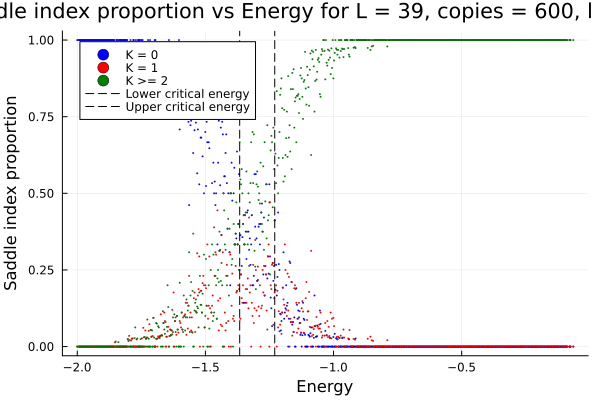 dle index proportion vs Energy for L = 39, copies = 600,
1.00
K = 0
K = 1
K >= 2
Lower critical energy
Upper critical energy
0.75
Saddle index proportion
0.50
0.25
0.00
−2.0 −1.5 −1.0 −0.5
Energy